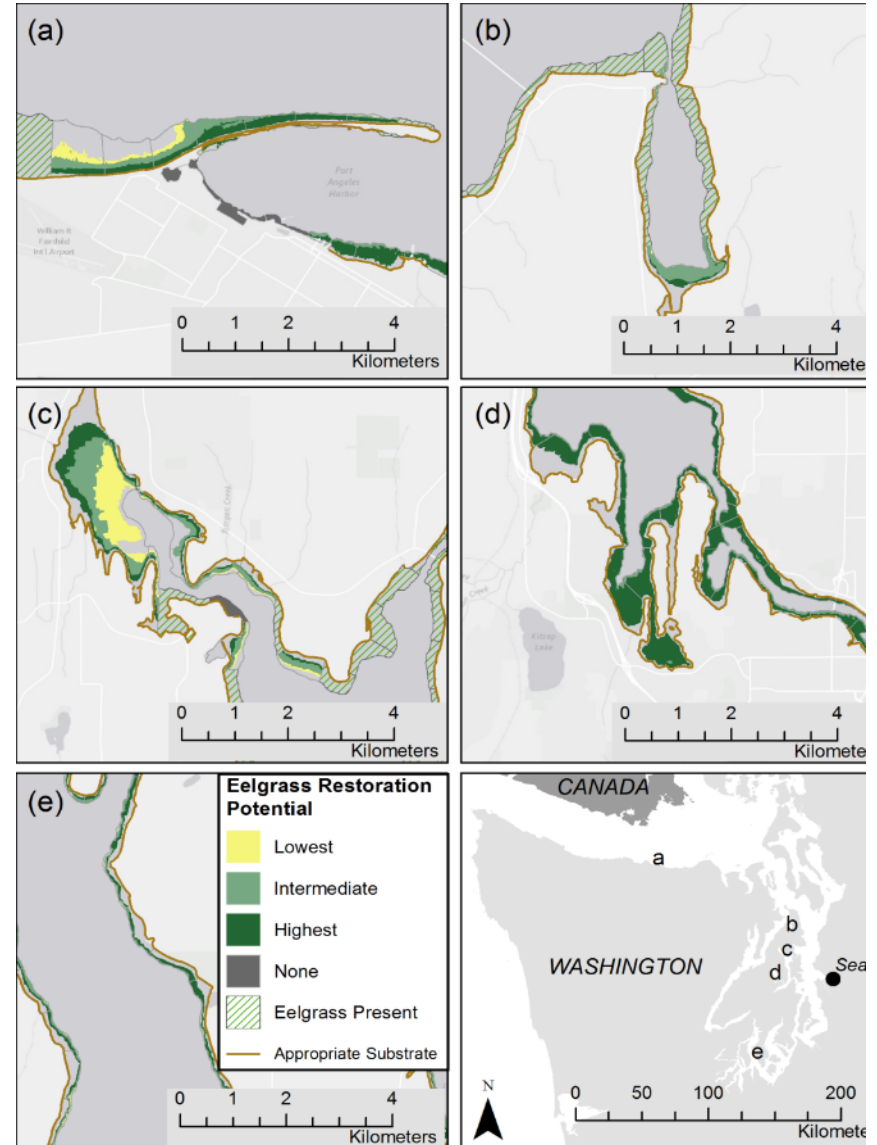 (a)
Port
Angeles
Harbor
William R
Fairchild
Int'l Airport
0 1 2 4
Kilometers
(b)
0 1 2 4
Kilomete
(c)
0 1 2 4
Kilometers
(d)
Kitsap
Lake
0 1 2 4
Kilomete
(e)
Eelgrass Restoration
Potential
Lowest
Intermediate
Highest
None
Eelgrass Present
Appropriate Substrate
0 1 2 4
Kilometers
CANADA
a
b
c
d
e
WASHINGTON
Sea
N
0 50 100 200
Kilomete